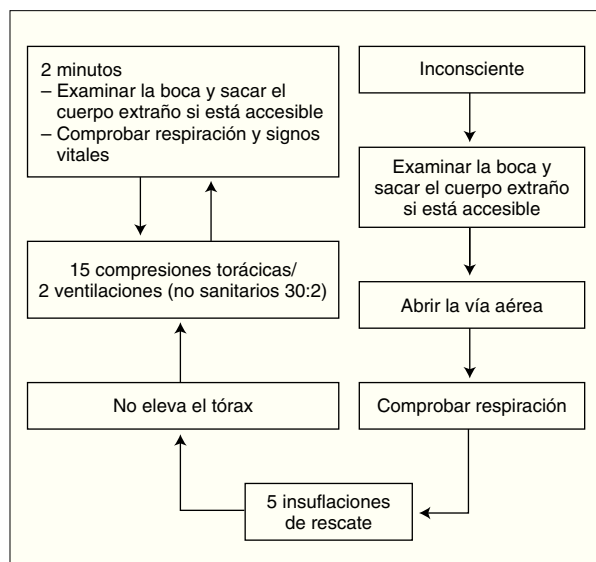 Inconsciente
Examinar la boca y
sacar el cuerpo extraño
si está accesible
Abrir la vía aérea
Comprobar respiración
5 insuflaciones
de rescate
No eleva el tórax
15 compresiones torácicas/
2 ventilaciones (no sanitarios 30:2)
2 minutos
– Examinar la boca y sacar el
cuerpo extraño si está accesible
– Comprobar respiración y signos
vitales